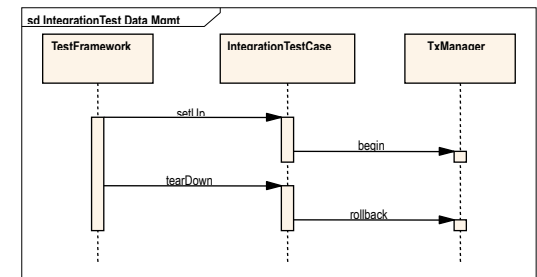 sd IntegrationTest Data Mgmt
TestFramework
IntegrationTestCase
TxManager
setUp
begin
tearDown
rollback